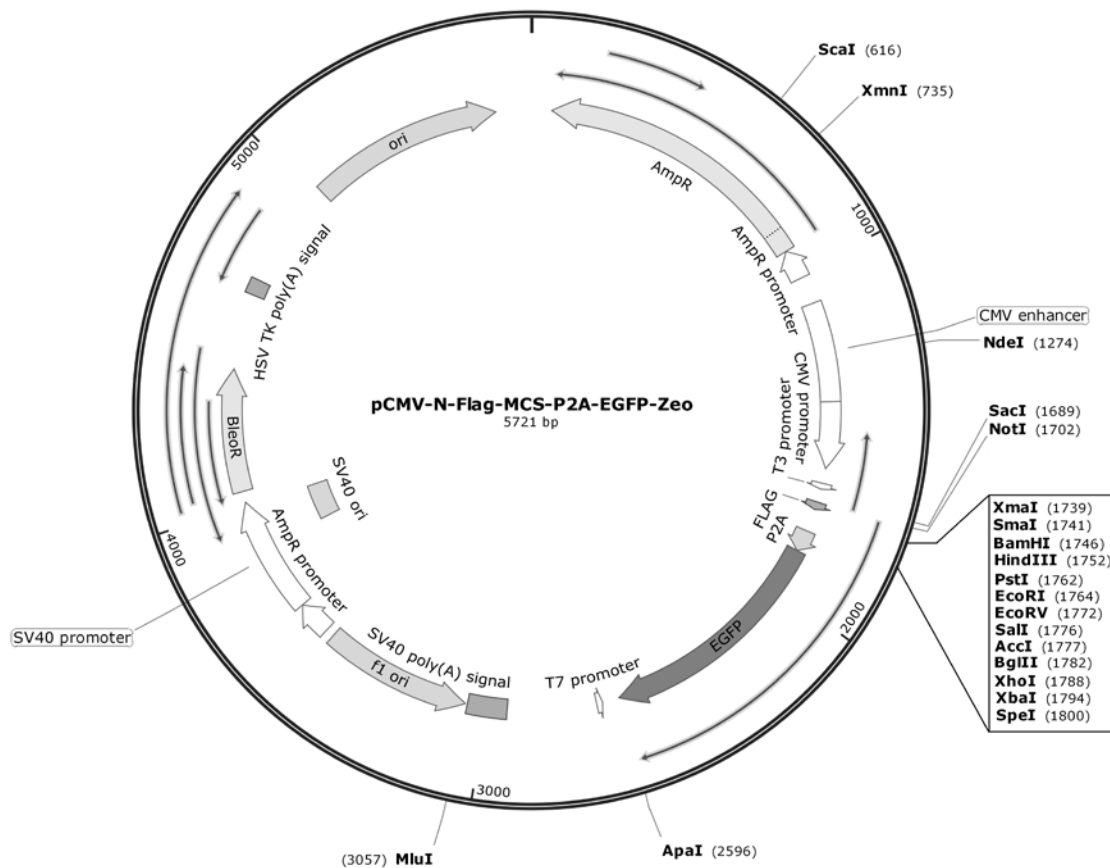 ScaI (616)
XmnI (735)
1000
CMV enhancer
NdeI (1274)
SacI (1689)
NotI (1702)
XmaI (1739)
SmaI (1741)
BamHI (1746)
HindIII (1752)
PstI (1762)
EcoRI (1764)
EcoRV (1772)
SalI (1776)
AccI (1777)
BglII (1782)
XhoI (1788)
XbaI (1794)
SpeI (1800)
2000
ApaI (2596)
(3057) MluI
3000
SV40 promoter
4000
5000
ori
AmpR
AmpR promoter
CMV promoter
T3 promoter
FLAG
P2A
EGFP
T7 promoter
SV40 poly(A) signal
f1 ori
AmpR promoter
SV40 ori
BleoR
HSV TK poly(A) signal
pCMV-N-Flag-MCS-P2A-EGFP-Zeo
5721 bp